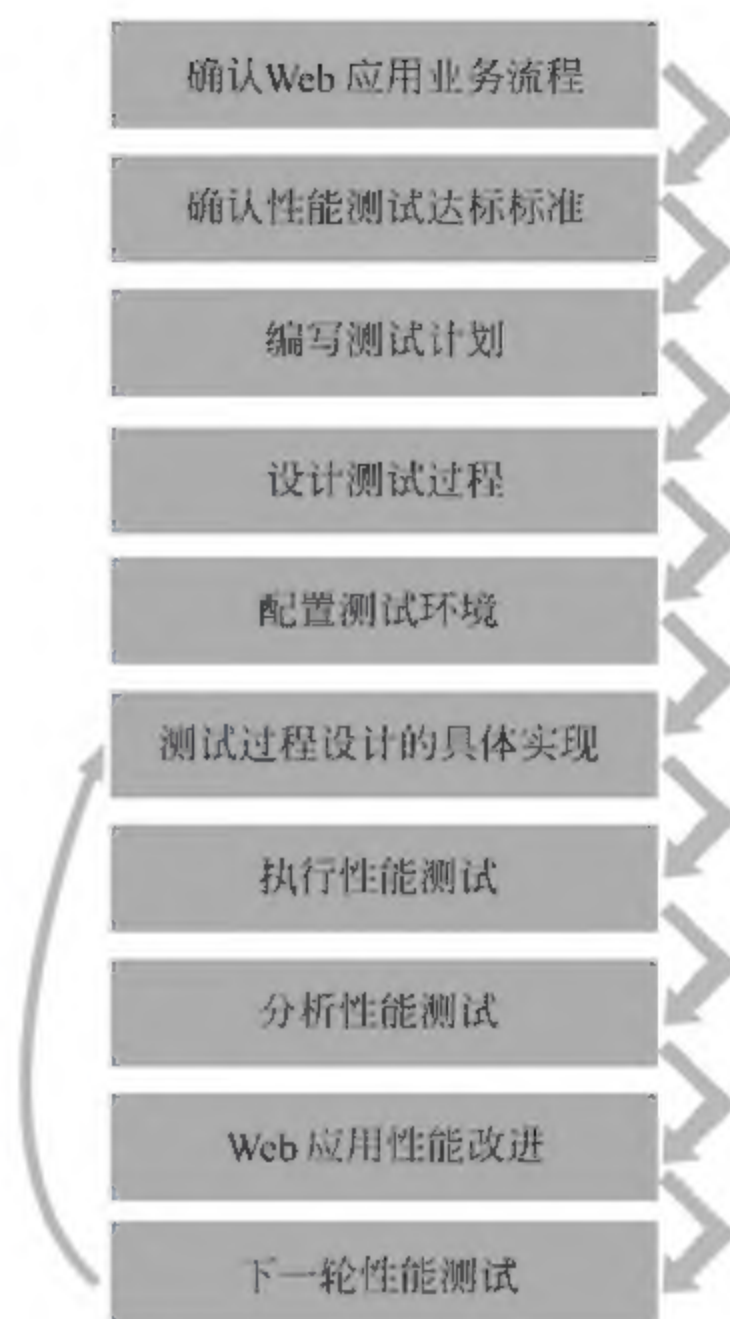 确认Web 应用业务流程
确认性能测试达标标准
编写测试计划
设计测试过程
配置测试环境
测试过程设计的具体实现
执行性能测试
分析性能测试
Web 应用性能改进
下一轮性能测试